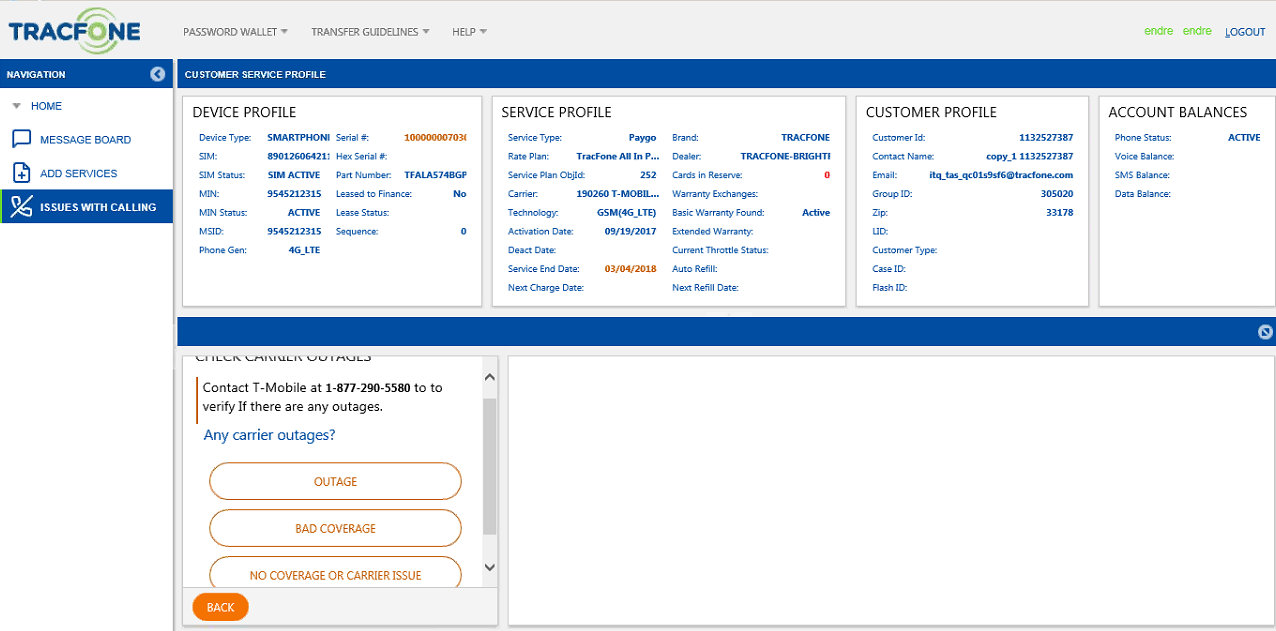 TRACFONE
PASSWORD WALLET TRANSFER GUIDELINES HELP
endre endre LOGOUT
NAVIGATION
HOME
MESSAGE BOARD
ADD SERVICES
ISSUES WITH CALLING
CUSTOMER SERVICE PROFILE
DEVICE PROFILE
Device Type: SMARTPHON Serial #: 10000000703
SIM: 89012606421 Hex Serial #:
SIM Status: SIM ACTIVE Part Number: TFALA574BGP
MIN: 9545212315 Leased to Finance: No
MIN Status: ACTIVE Lease Status:
MSID: 9545212315 Sequence: 0
Phone Gen: 4G_LTE
SERVICE PROFILE
Service Type: Paygo Brand: TRACFONE
Rate Plan: TracFone All In P... Dealer: TRACFONE-BRIGHT
Service Plan ObjId: 252 Cards in Reserve: 0
Carrier: 190260 T-MOBIL... Warranty Exchanges:
Technology: GSM(4G_LTE) Basic Warranty Found: Active
Activation Date: 09/19/2017 Extended Warranty:
Deact Date: Current Throttle Status:
Service End Date: 03/04/2018 Auto Refill:
Next Charge Date: Next Refill Date:
CUSTOMER PROFILE
Customer Id: 1132527387
Contact Name: copy_1 1132527387
Email: itq_tas_qc01s9sf6@tracfone.com
Group ID: 305020
Zip: 33178
LID:
Customer Type:
Case ID:
Flash ID:
ACCOUNT BALANCES
Phone Status: ACTIVE
Voice Balance:
SMS Balance:
Data Balance:
CHECK CARRIER OUTAGES
Contact T-Mobile at 1-877-290-5580 to to
verify If there are any outages.
Any carrier outages?
OUTAGE
BAD COVERAGE
NO COVERAGE OR CARRIER ISSUE
BACK